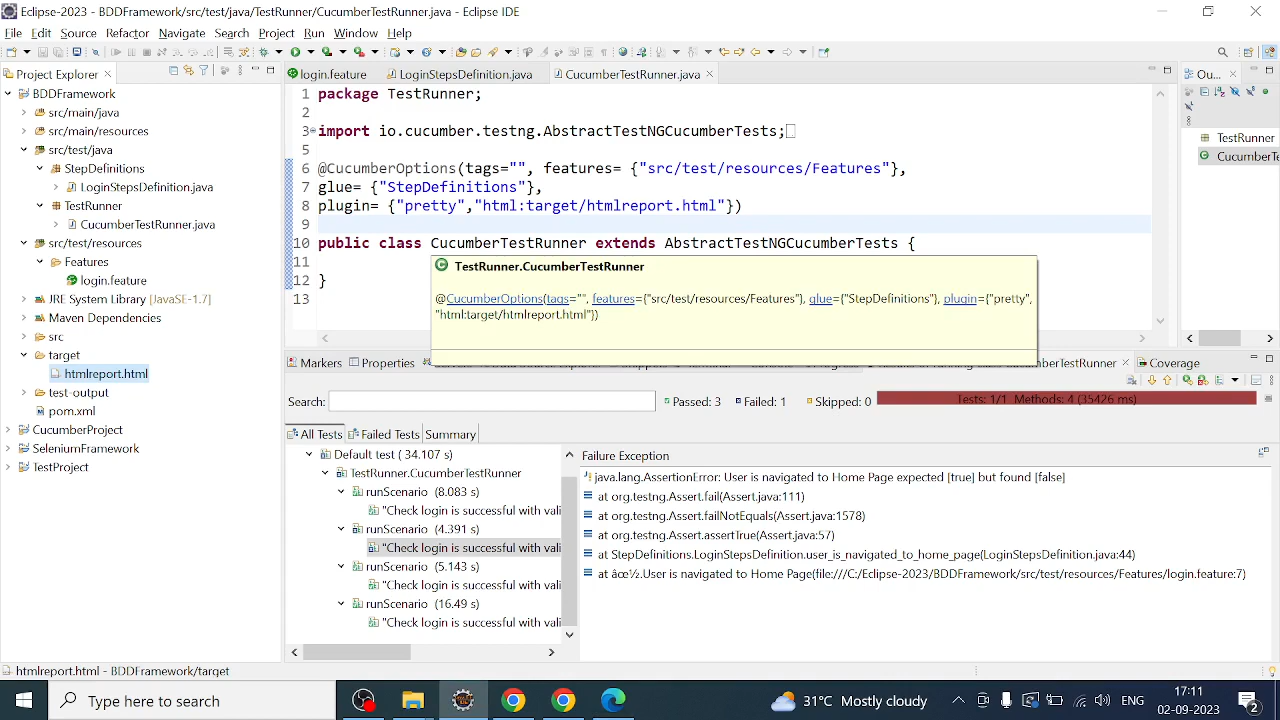 Eclipse-2023 - BDDFramework/src/test/java/TestRunner/CucumberTestRunner.java - Eclipse IDE
File Edit Source Refactor Navigate Search Project Run Window Help
Project Explorer
login.feature LoginStepsDefinition.java CucumberTestRunner.java
Ou...
BDDFramework
src/main/java
src/main/resources
src/test/java
StepDefinitions
LoginStepsDefinition.java
TestRunner
CucumberTestRunner.java
src/test/resources
Features
login.feature
JRE System Library [JavaSE-1.7]
Maven Dependencies
src
target
htmlreport.html
test-output
pom.xml
CucumberProject
SeleniumFramework
TestProject
1 package TestRunner;
2
3 import io.cucumber.testng.AbstractTestNGCucumberTests;
5
6 @CucumberOptions(tags="", features= {"src/test/resources/Features"},
7 glue= {"StepDefinitions"},
8 plugin= {"pretty","html:target/htmlreport.html"})
9
10 public class CucumberTestRunner extends AbstractTestNGCucumberTests {
11
12 }
13
TestRunner.CucumberTestRunner
@CucumberOptions(tags="", features={"src/test/resources/Features"}, glue={"StepDefinitions"}, plugin={"pretty",
"html:target/htmlreport.html"})
TestRunner
CucumberTe
Markers Properties umberTestRunner Coverage
Search: Passed: 3 Failed: 1 Skipped: 0 Tests: 1/1 Methods: 4 (35426 ms)
All Tests Failed Tests Summary
Default test ( 34.107 s)
TestRunner.CucumberTestRunner
runScenario (8.083 s)
"Check login is successful with vali
runScenario (4.391 s)
"Check login is successful with vali
runScenario (5.143 s)
"Check login is successful with vali
runScenario (16.49 s)
"Check login is successful with vali
Failure Exception
java.lang.AssertionError: User is navigated to Home Page expected [true] but found [false]
at org.testng.Assert.fail(Assert.java:111)
at org.testng.Assert.failNotEquals(Assert.java:1578)
at org.testng.Assert.assertTrue(Assert.java:57)
at StepDefinitions.LoginStepsDefinition.user_is_navigated_to_home_page(LoginStepsDefinition.java:44)
at âœ½.User is navigated to Home Page(file:///C:/Eclipse-2023/BDDFramework/src/test/resources/Features/login.feature:7)
htmlreport.html - BDDFramework/target
Type here to search
31°C Mostly cloudy
ENG
17:11
02-09-2023
2